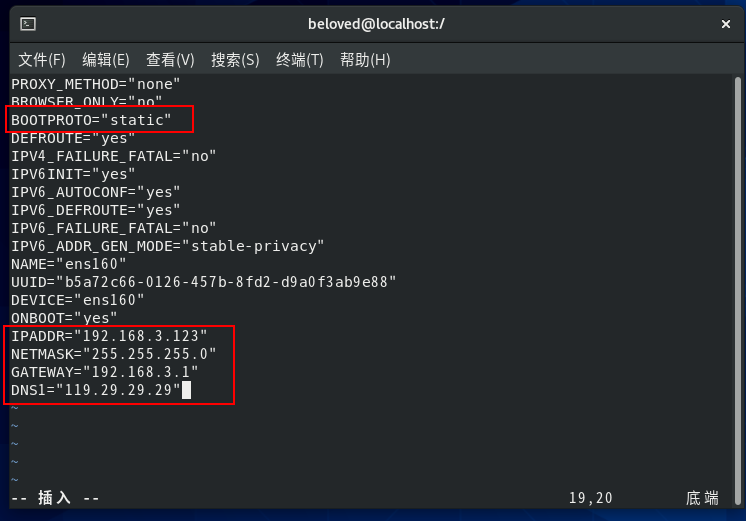 beloved@localhost:/
×
文件(F) 编辑(E) 查看(V) 搜索(S) 终端(T) 帮助(H)
PROXY_METHOD="none"
BROWSER_ONLY="no"
BOOTPROTO="static"
DEFROUTE="yes"
IPV4_FAILURE_FATAL="no"
IPV6INIT="yes"
IPV6_AUTOCONF="yes"
IPV6_DEFROUTE="yes"
IPV6_FAILURE_FATAL="no"
IPV6_ADDR_GEN_MODE="stable-privacy"
NAME="ens160"
UUID="b5a72c66-0126-457b-8fd2-d9a0f3ab9e88"
DEVICE="ens160"
ONBOOT="yes"
IPADDR="192.168.3.123"
NETMASK="255.255.255.0"
GATEWAY="192.168.3.1"
DNS1="119.29.29.29"
~
~
~
~
~
-- 插入 -- 19,20 底端